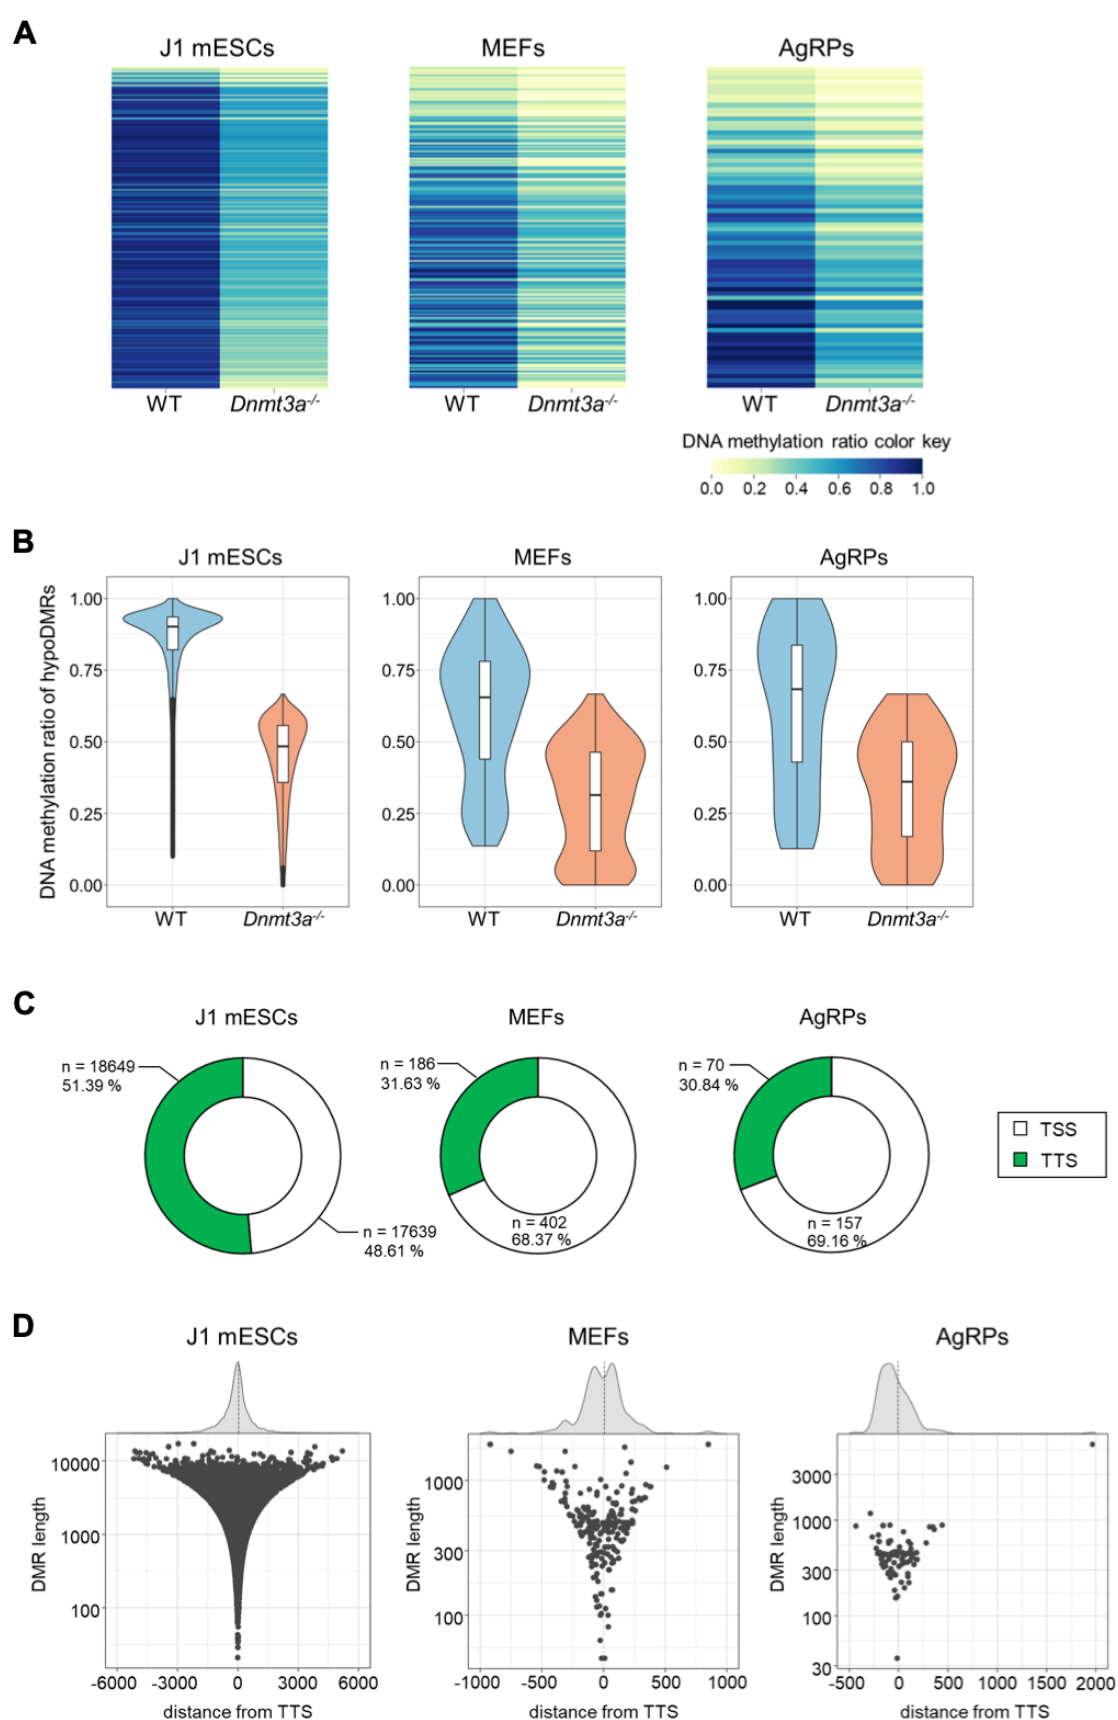 A
J1 mESCs
MEFs
AgRPs
WT
Dnmt3a-/-
WT
Dnmt3a-/-
WT
Dnmt3a-/-
DNA methylation ratio color key
0.0 0.2 0.4 0.6 0.8 1.0
B
J1 mESCs
MEFs
AgRPs
DNA methylation ratio of hypoDMRs
1.00
0.75
0.50
0.25
0.00
WT
Dnmt3a-/-
1.00
0.75
0.50
0.25
0.00
WT
Dnmt3a-/-
1.00
0.75
0.50
0.25
0.00
WT
Dnmt3a-/-
C
J1 mESCs
MEFs
AgRPs
n = 18649
51.39 %
n = 17639
48.61 %
n = 186
31.63 %
n = 402
68.37 %
n = 70
30.84 %
n = 157
69.16 %
TSS
TTS
D
J1 mESCs
MEFs
AgRPs
DMR length
10000
1000
100
-6000 -3000 0 3000 6000
distance from TTS
DMR length
1000
300
100
-1000 -500 0 500 1000
distance from TTS
DMR length
3000
1000
300
100
30
-500 0 500 1000 1500 2000
distance from TTS